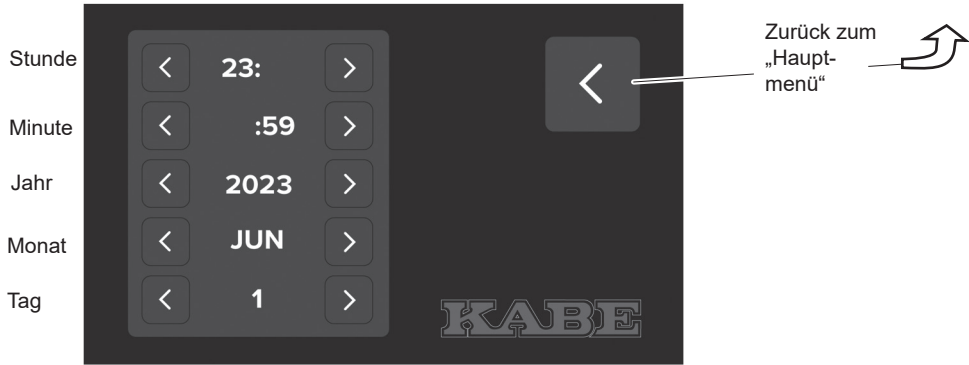 Stunde
23:
Minute
:59
Jahr
2023
Monat
JUN
Tag
1
Zurück zum
„Haupt-
menü“
KABE